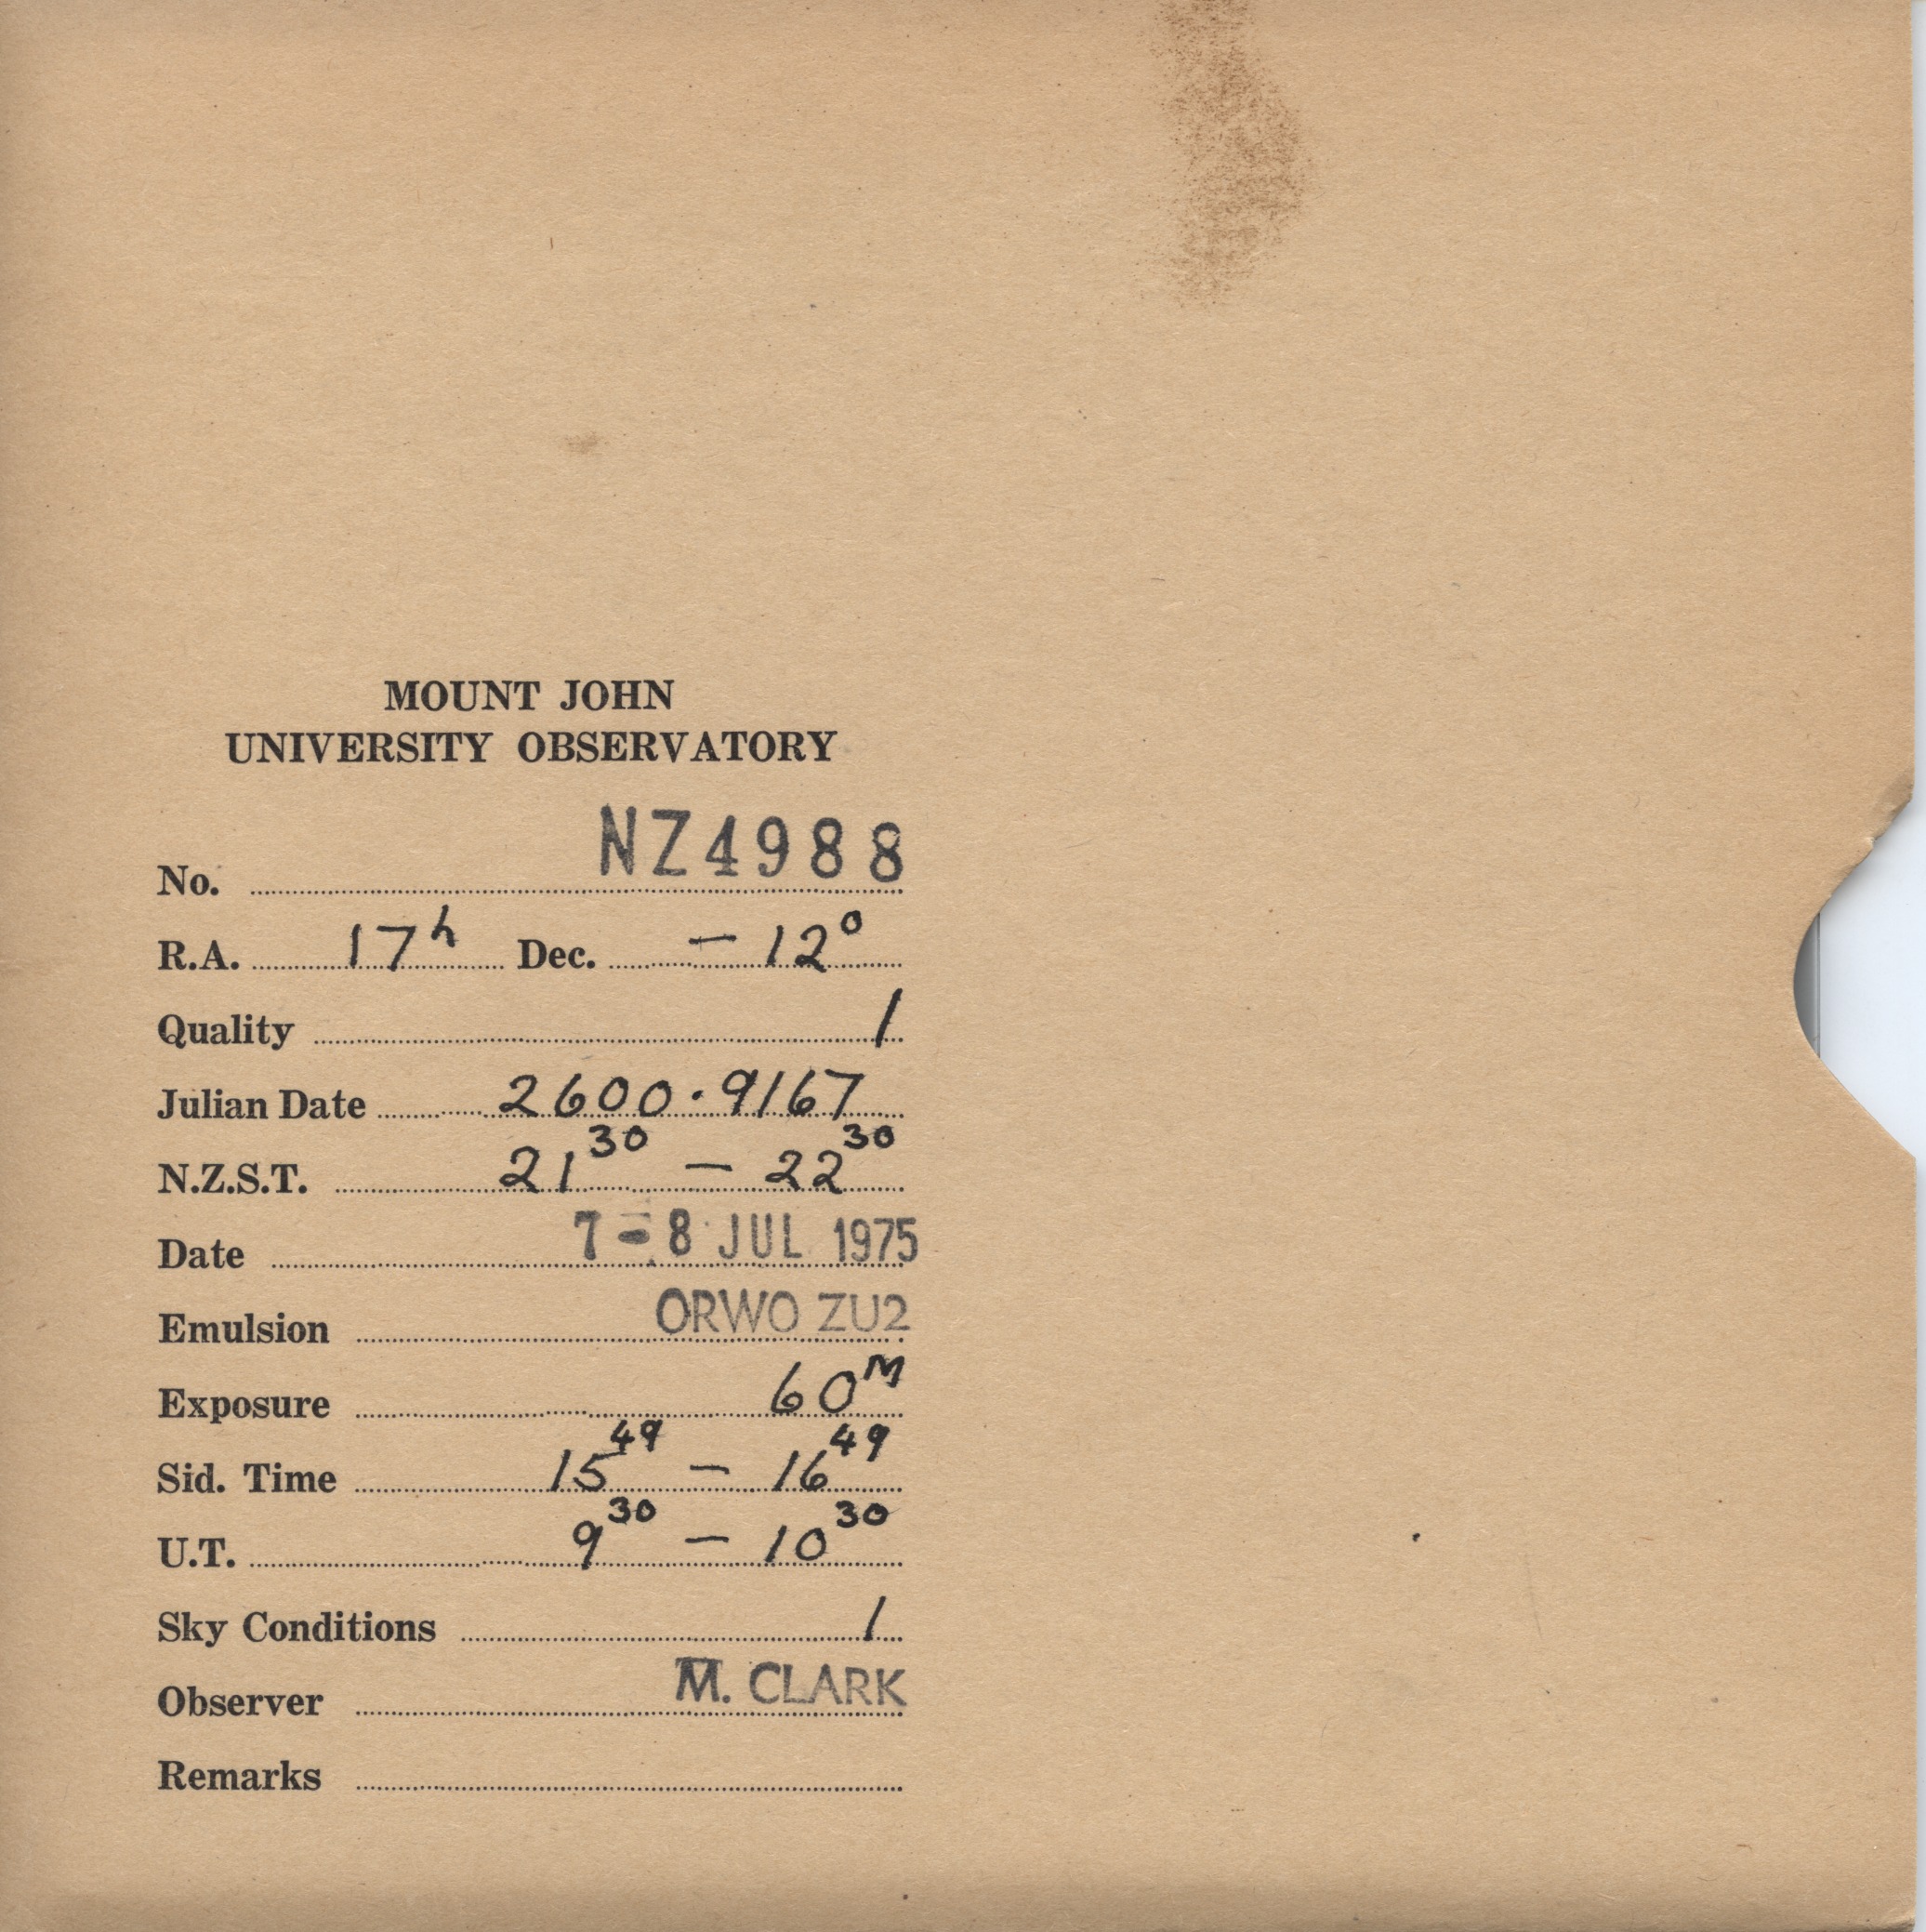 MOUNT JOHN
UNIVERSITY OBSERVATORY
No. NZ4988
R.A. 17ʰ Dec. – 12°
Quality 1
Julian Date 2600·9167
N.Z.S.T. 21³⁰ – 22³⁰
Date 7 – 8 JUL 1975
Emulsion ORWO ZU2
Exposure 60ᴹ
Sid. Time 15⁴⁹ – 16⁴⁹
U.T. 9³⁰ – 10³⁰
Sky Conditions 1
Observer M. CLARK
Remarks